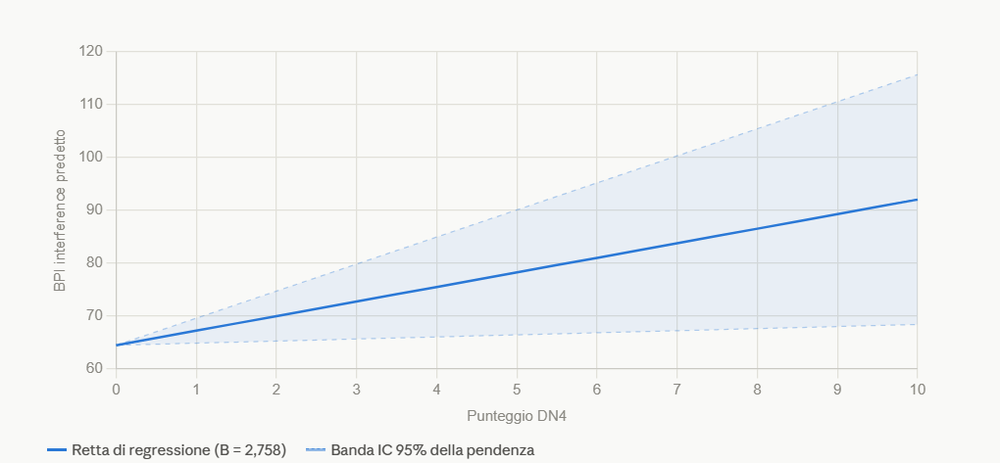 120
110
100
90
80
70
60
BPI interference predetto
0 1 2 3 4 5 6 7 8 9 10
Punteggio DN4
Retta di regressione (B = 2,758) Banda IC 95% della pendenza